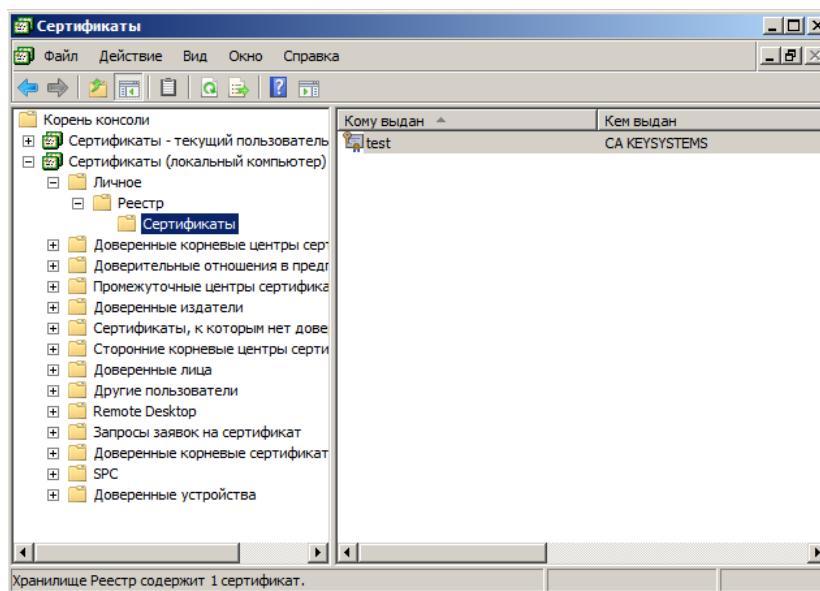 Сертификаты
Файл Действие Вид Окно Справка
Корень консоли
Сертификаты - текущий пользователь
Сертификаты (локальный компьютер)
Личное
Реестр
Сертификаты
Доверенные корневые центры серт
Доверительные отношения в предп
Промежуточные центры сертифика
Доверенные издатели
Сертификаты, к которым нет дове
Сторонние корневые центры серти
Доверенные лица
Другие пользователи
Remote Desktop
Запросы заявок на сертификат
Доверенные корневые сертификат
SPC
Доверенные устройства
Кому выдан Кем выдан
test CA KEYSYSTEMS
Хранилище Реестр содержит 1 сертификат.